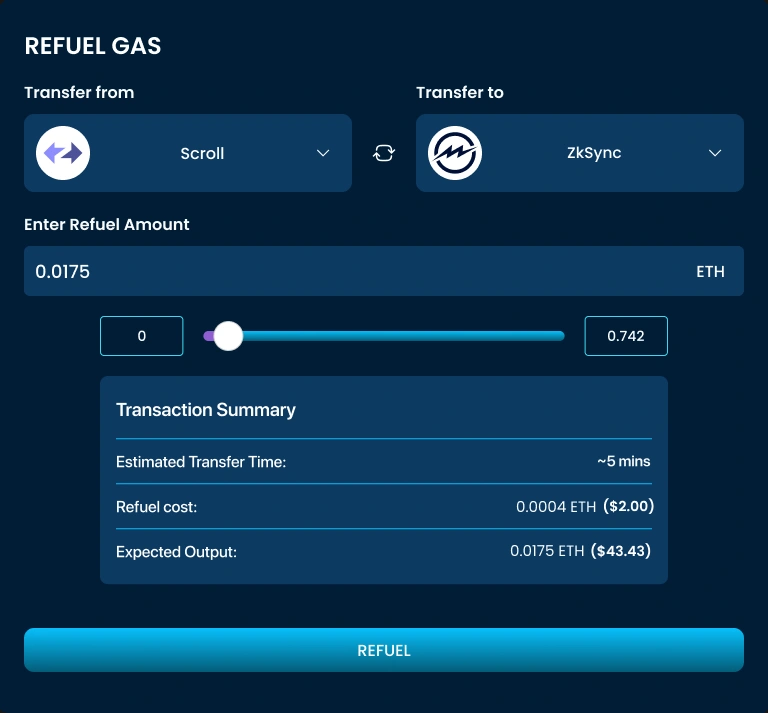 REFUEL GAS
Transfer from
Transfer to
Scroll
ZkSync
Enter Refuel Amount
0.0175 ETH
0
0.742
Transaction Summary
Estimated Transfer Time: ~5 mins
Refuel cost: 0.0004 ETH ($2.00)
Expected Output: 0.0175 ETH ($43.43)
REFUEL